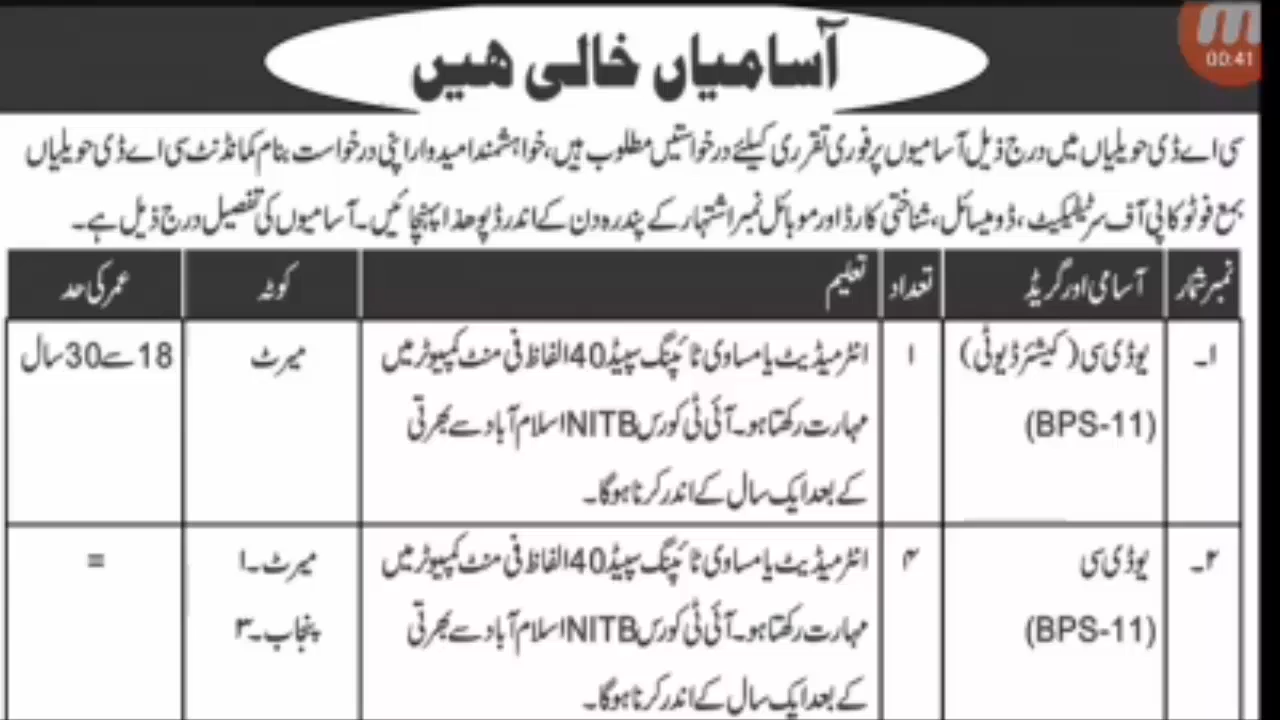 00:41
آسامیاں خالی ھیں
سی اے ڈی حویلیاں میں درج ذیل آسامیوں پر فوری تقرری کیلئے درخواستیں مطلوب ہیں، خواہشمند امیدوار اپنی درخواست بنام کمانڈنٹ سی اے ڈی حویلیاں
بمع فوٹو کاپی آف سرٹیفکیٹ، ڈومیسائل، شناختی کارڈ اور موبائل نمبر اشتہار کے پندرہ دن کے اندر ڈپو ھذا پہنچائیں۔ آسامیوں کی تفصیل درج ذیل ہے۔
نمبر شمار آسامی اور گریڈ تعداد تعلیم کوٹہ عمر کی حد
۱۔ یو ڈی سی (کیشئر ڈیوٹی) ۱ انٹرمیڈیٹ یا مساوی ٹائپنگ سپیڈ 40 الفاظ فی منٹ کمپیوٹر میں میرٹ 18 سے 30 سال
(BPS-11) مہارت رکھتا ہو۔ آئی ٹی کورس NITB اسلام آباد سے بھرتی
کے بعد ایک سال کے اندر کرنا ہوگا۔
۲۔ یو ڈی سی ۴ انٹرمیڈیٹ یا مساوی ٹائپنگ سپیڈ 40 الفاظ فی منٹ کمپیوٹر میں میرٹ۔۱ =
(BPS-11) مہارت رکھتا ہو۔ آئی ٹی کورس NITB اسلام آباد سے بھرتی پنجاب۔۳
کے بعد ایک سال کے اندر کرنا ہوگا۔